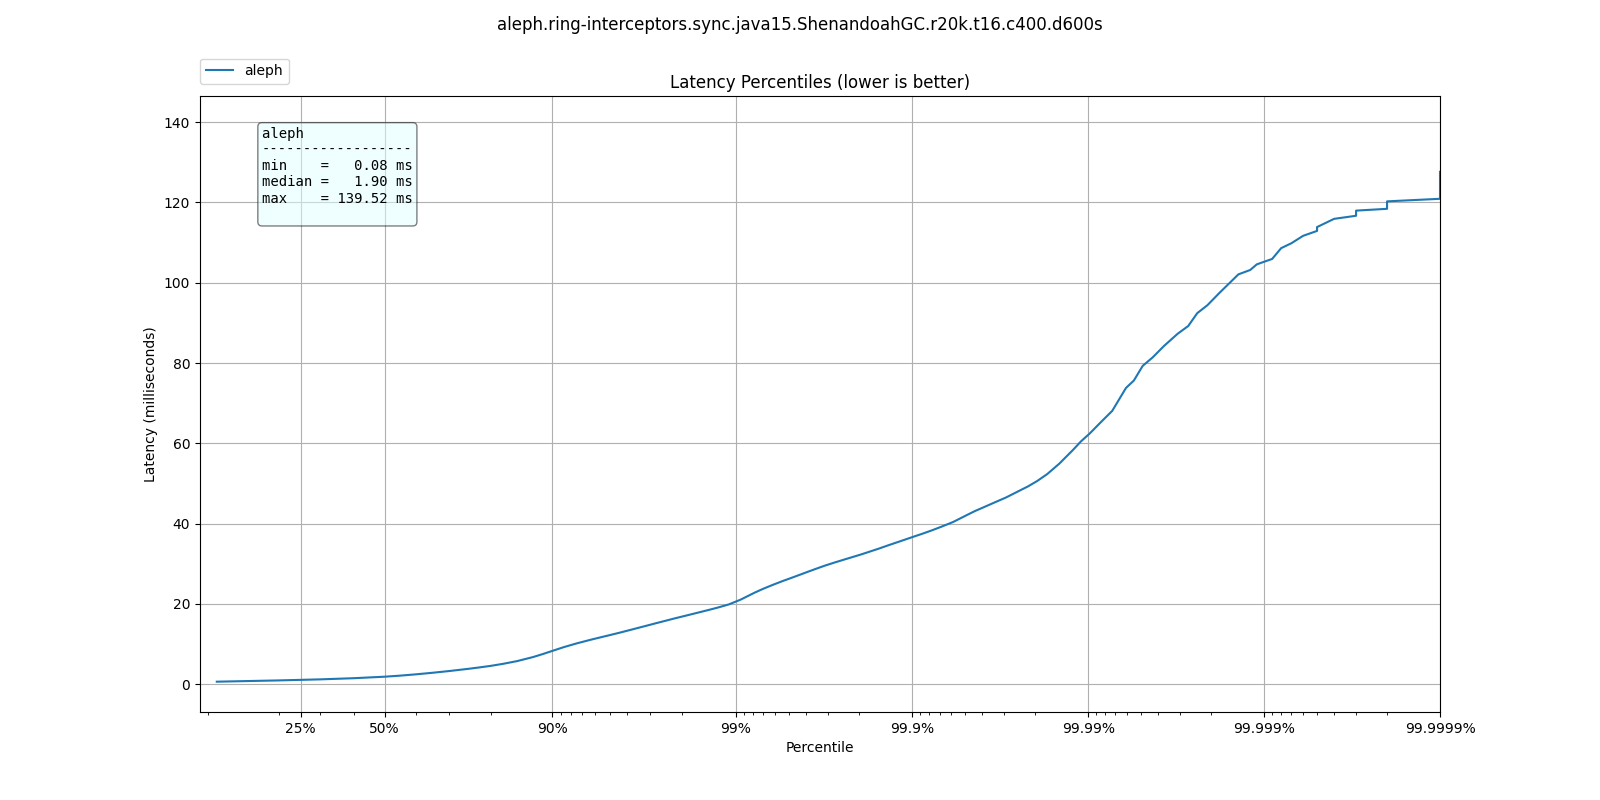 aleph.ring-interceptors.sync.java15.ShenandoahGC.r20k.t16.c400.d600s
aleph
Latency Percentiles (lower is better)
140
120
100
80
60
40
20
0
Latency (milliseconds)
aleph
------------------
min    =   0.08 ms
median =   1.90 ms
max    = 139.52 ms
25% 50% 90% 99% 99.9% 99.99% 99.999% 99.9999%
Percentile